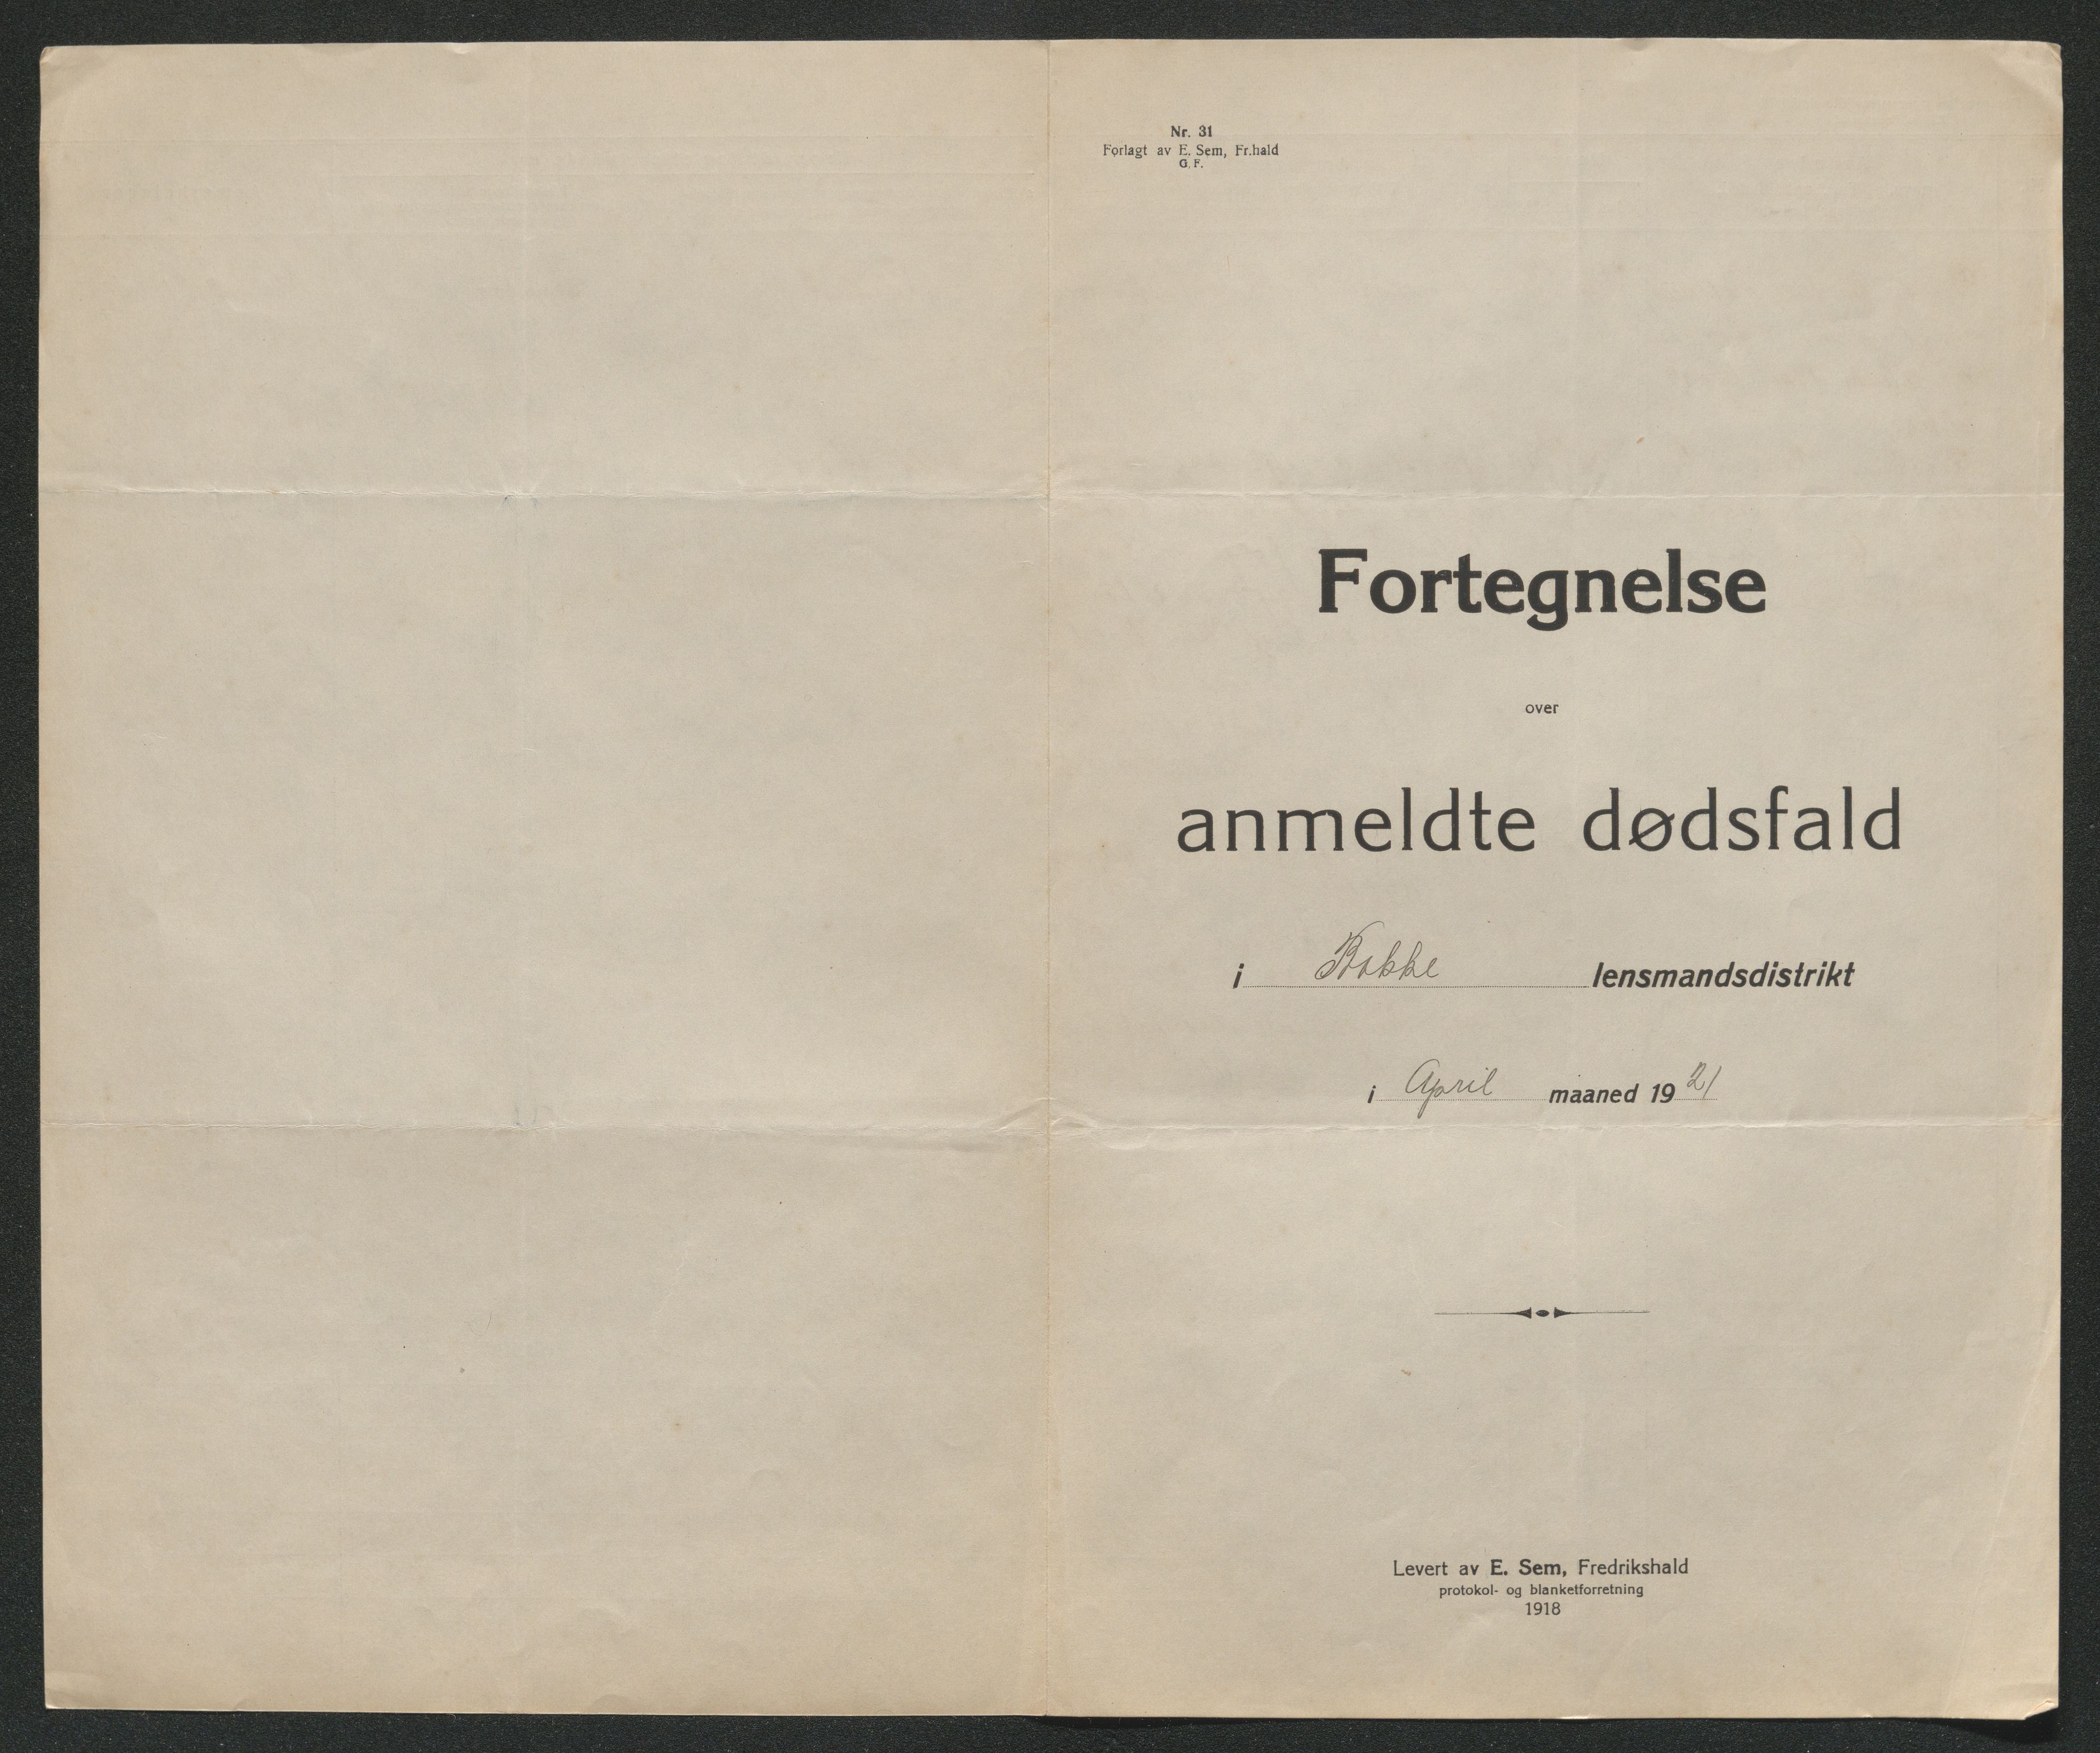 Nr. 31
Forlagt av E. Sem, Fr.hald
G. F.
Fortegnelse
over
anmeldte dødsfald
i Bakke lensmandsdistrikt
i April maaned 1921
Levert av E. Sem, Fredrikshald
protokol- og blanketforretning
1918